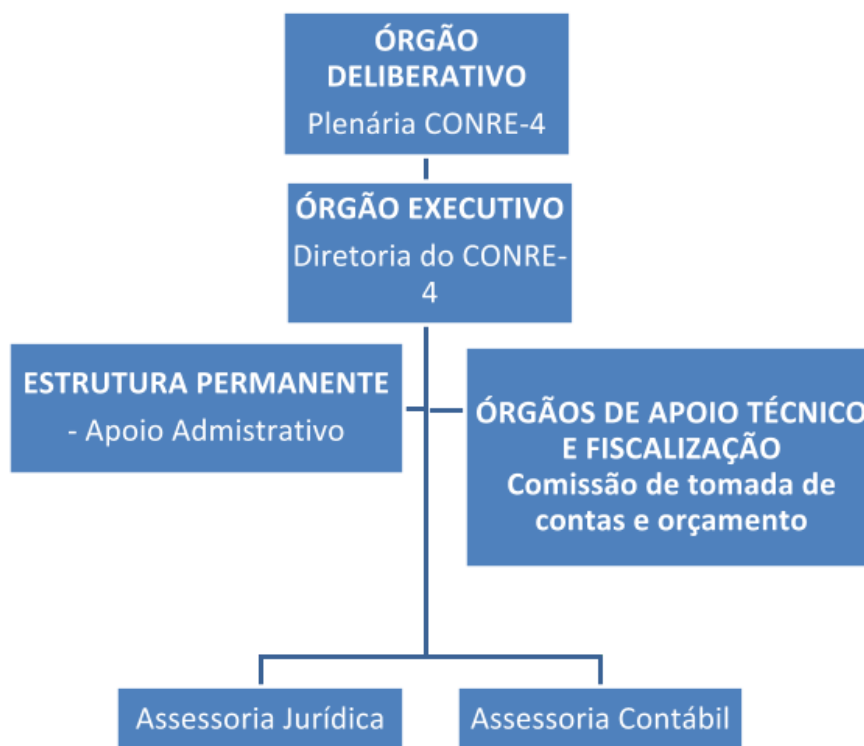 ÓRGÃO
DELIBERATIVO
Plenária CONRE-4
ÓRGÃO EXECUTIVO
Diretoria do CONRE-
4
ESTRUTURA PERMANENTE
- Apoio Admistrativo
ÓRGÃOS DE APOIO TÉCNICO
E FISCALIZAÇÃO
Comissão de tomada de
contas e orçamento
Assessoria Jurídica
Assessoria Contábil